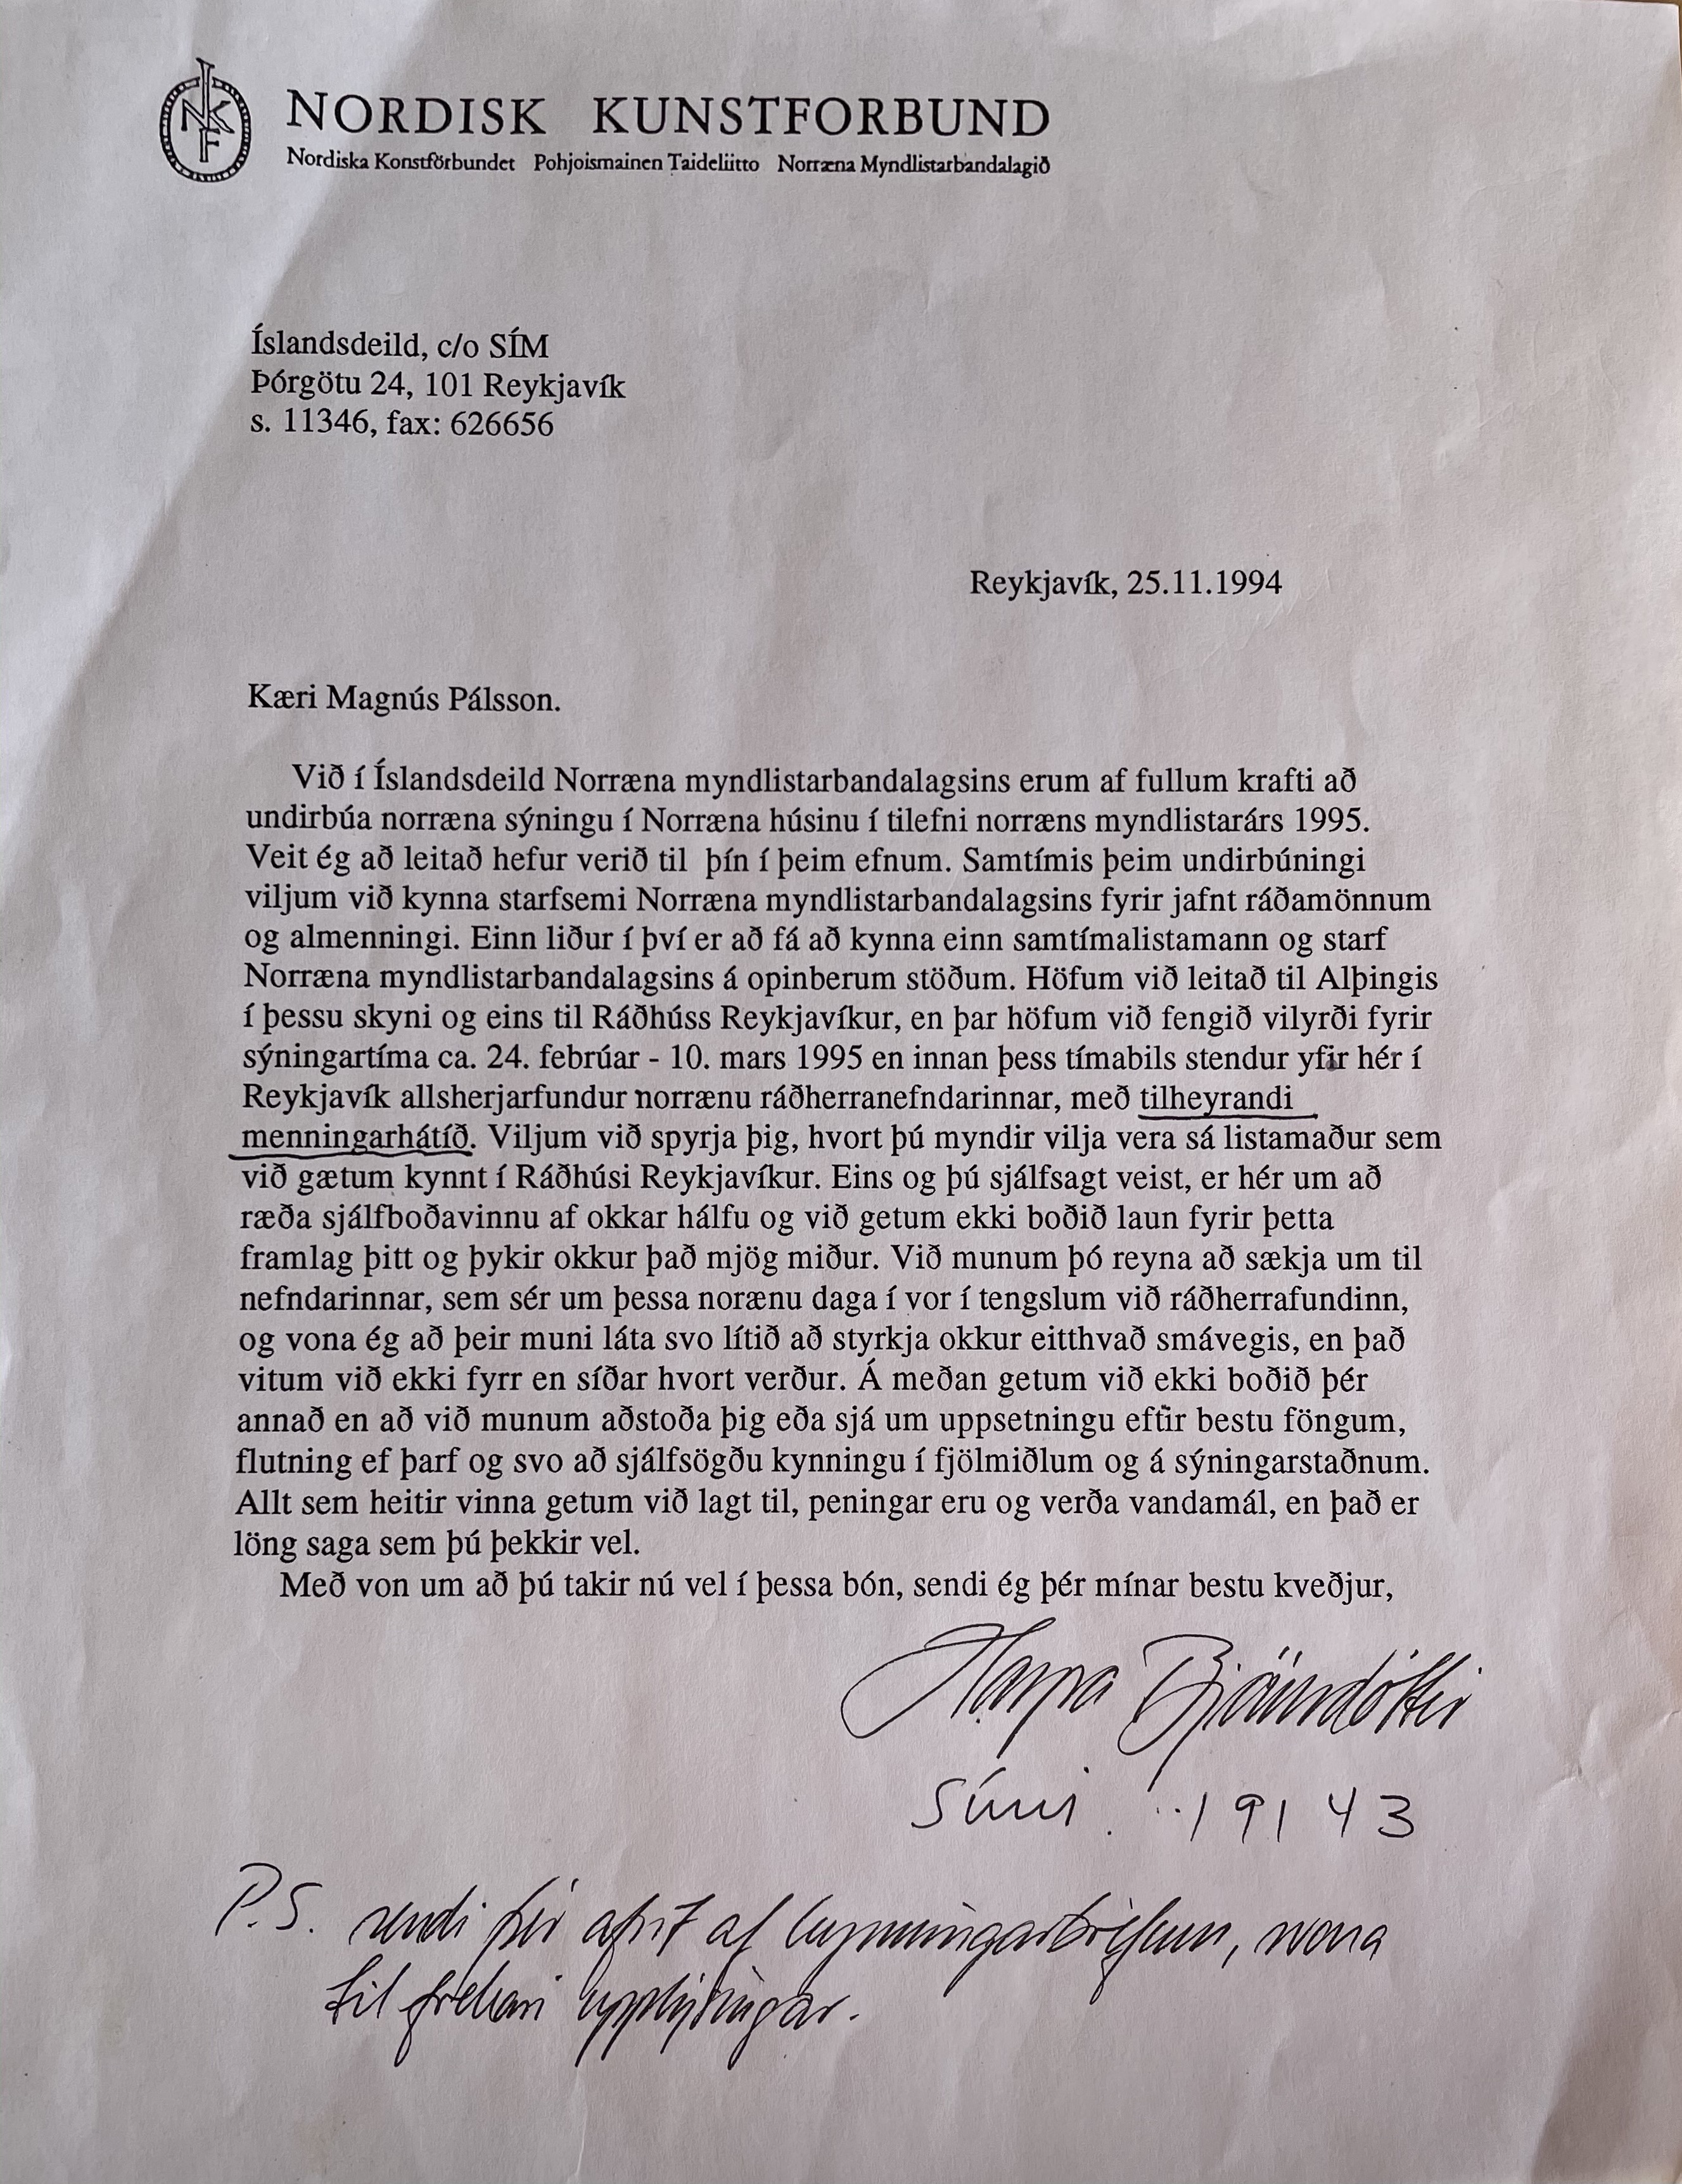 NKF
NORDISK KUNSTFORBUND
Nordiska Konstförbundet Pohjoismainen Taideliitto Norræna Myndlistarbandalagið
Íslandsdeild, c/o SÍM
Þórgötu 24, 101 Reykjavík
s. 11346, fax: 626656
Reykjavík, 25.11.1994
Kæri Magnús Pálsson.
Við í Íslandsdeild Norræna myndlistarbandalagsins erum af fullum krafti að
undirbúa norræna sýningu í Norræna húsinu í tilefni norræns myndlistarárs 1995.
Veit ég að leitað hefur verið til þín í þeim efnum. Samtímis þeim undirbúningi
viljum við kynna starfsemi Norræna myndlistarbandalagsins fyrir jafnt ráðamönnum
og almenningi. Einn liður í því er að fá að kynna einn samtímalistamann og starf
Norræna myndlistarbandalagsins á opinberum stöðum. Höfum við leitað til Alþingis
í þessu skyni og eins til Ráðhúss Reykjavíkur, en þar höfum við fengið vilyrði fyrir
sýningartíma ca. 24. febrúar - 10. mars 1995 en innan þess tímabils stendur yfir hér í
Reykjavík allsherjarfundur norrænu ráðherranefndarinnar, með tilheyrandi
menningarhátíð. Viljum við spyrja þig, hvort þú myndir vilja vera sá listamaður sem
við gætum kynnt í Ráðhúsi Reykjavíkur. Eins og þú sjálfsagt veist, er hér um að
ræða sjálfboðavinnu af okkar hálfu og við getum ekki boðið laun fyrir þetta
framlag þitt og þykir okkur það mjög miður. Við munum þó reyna að sækja um til
nefndarinnar, sem sér um þessa norænu daga í vor í tengslum við ráðherrafundinn,
og vona ég að þeir muni láta svo lítið að styrkja okkur eitthvað smávegis, en það
vitum við ekki fyrr en síðar hvort verður. Á meðan getum við ekki boðið þér
annað en að við munum aðstoða þig eða sjá um uppsetningu eftir bestu föngum,
flutning ef þarf og svo að sjálfsögðu kynningu í fjölmiðlum og á sýningarstaðnum.
Allt sem heitir vinna getum við lagt til, peningar eru og verða vandamál, en það er
löng saga sem þú þekkir vel.
Með von um að þú takir nú vel í þessa bón, sendi ég þér mínar bestu kveðjur,
Harpa Björnsdóttir
Sími 19143
P.S. sendi þér afrit af kynningarbréfum, svona
til frekari upplýsingar.